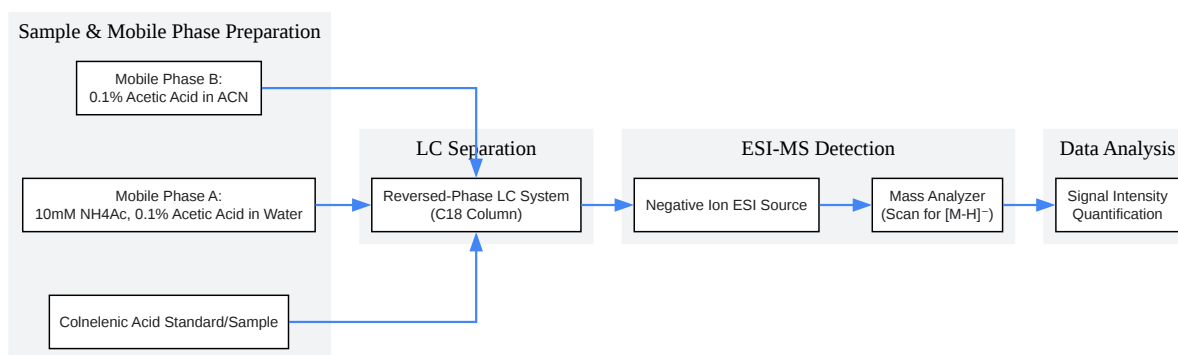 Sample & Mobile Phase Preparation
Mobile Phase B:
0.1% Acetic Acid in ACN
Mobile Phase A:
10mM NH4Ac, 0.1% Acetic Acid in Water
Colnelenic Acid Standard/Sample
LC Separation
Reversed-Phase LC System
(C18 Column)
ESI-MS Detection
Negative Ion ESI Source
Mass Analyzer
(Scan for [M-H]⁻)
Data Analysis
Signal Intensity
Quantification